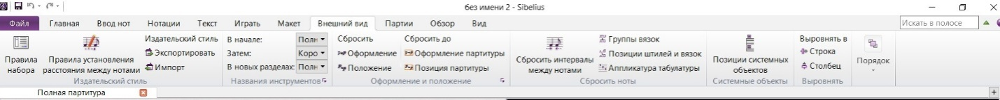 без имени 2 - Sibelius
Файл Главная Ввод нот Нотации Текст Играть Макет Внешний вид Партии Обзор Вид Искать в полосе
Издательский стиль В начале: Полн Сбросить Сбросить до Группы вязок Выровнять в
Экспортировать Затем: Коро Оформление Оформление партитуры Позиции штилей и вязок Строка
Правила набора Правила установления расстояния между нотами Импорт В новых разделах: Полн Положение Позиция партитуры Сбросить интервалы между нотами Аппликатура табулатуры Позиции системных объектов Столбец Порядок
Издательский стиль Названия инструментов Оформление и положение Сбросить ноты Системные объекты Выровнять
Полная партитура